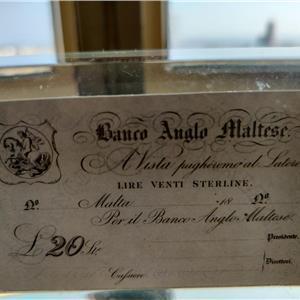 Banco Anglo Maltese.
A Vista pagheremo al Latore
LIRE VENTI STERLINE.
No. Malta 18 No.
Per il Banco Anglo Maltese
Presidente.
£20 St.
Direttori.
Cassiere